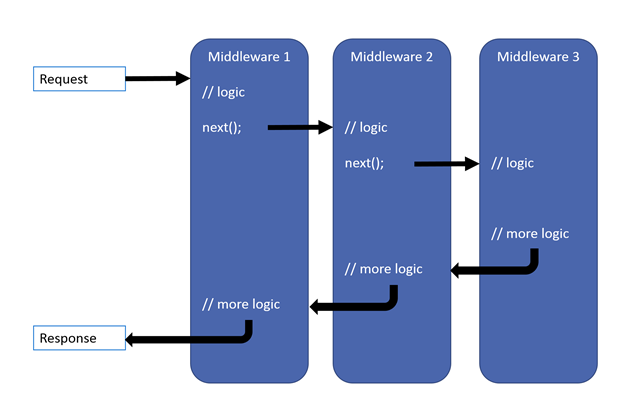 Middleware 1
Middleware 2
Middleware 3
Request
// logic
next();
// logic
next();
// logic
// more logic
// more logic
// more logic
Response